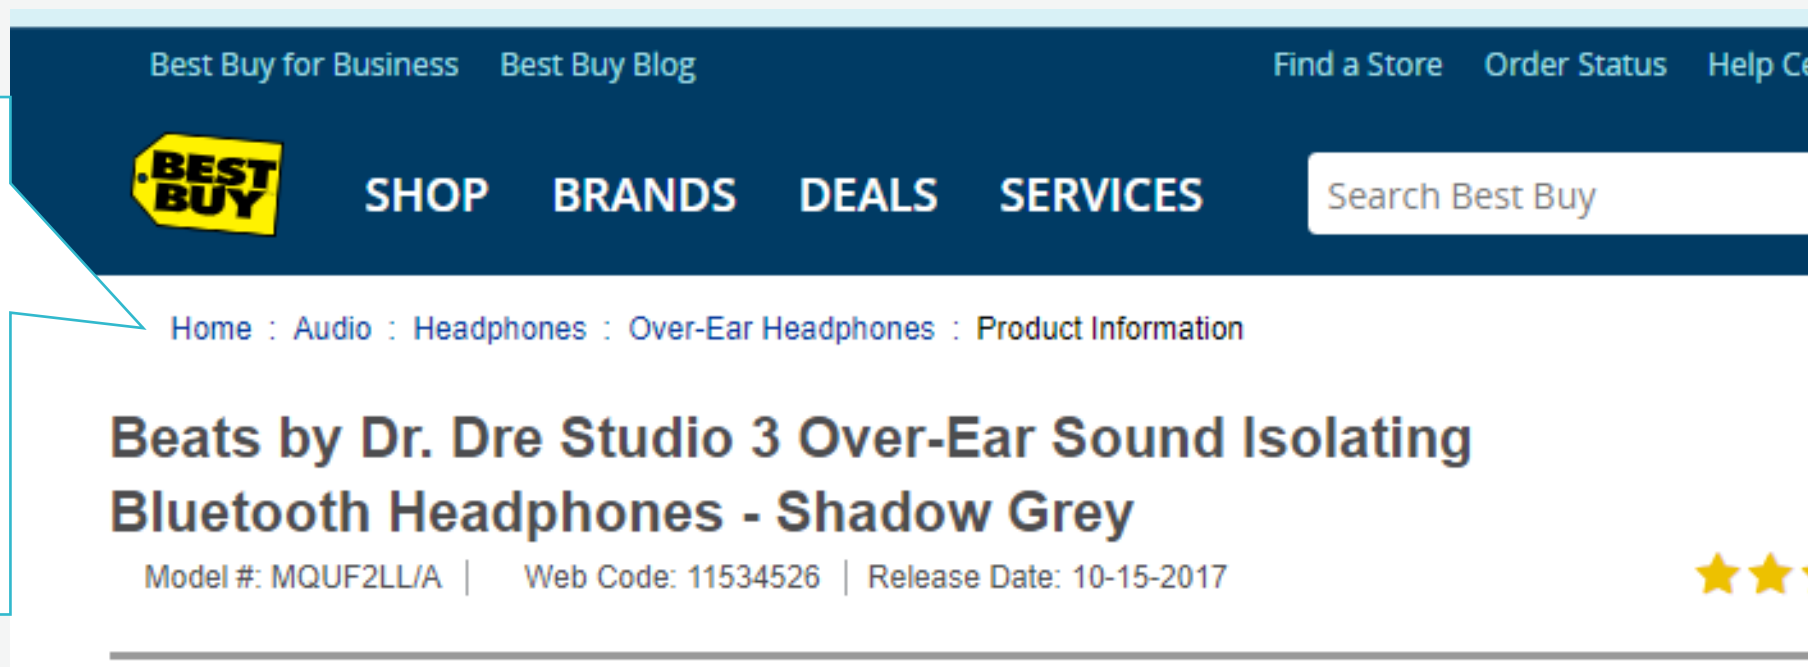 Best Buy for Business Best Buy Blog Find a Store Order Status Help
BEST BUY
SHOP BRANDS DEALS SERVICES Search Best Buy
Home : Audio : Headphones : Over-Ear Headphones : Product Information
Beats by Dr. Dre Studio 3 Over-Ear Sound Isolating
Bluetooth Headphones - Shadow Grey
Model #: MQUF2LL/A | Web Code: 11534526 | Release Date: 10-15-2017